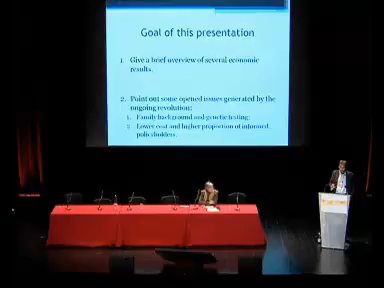 Goal of this presentation
1. Give a brief overview of several economic
results.
2. Point out some opened issues generated by the
ongoing revolution:
1. Family background and genetic testing;
2. Lower cost and higher proportion of informed
policyholders.